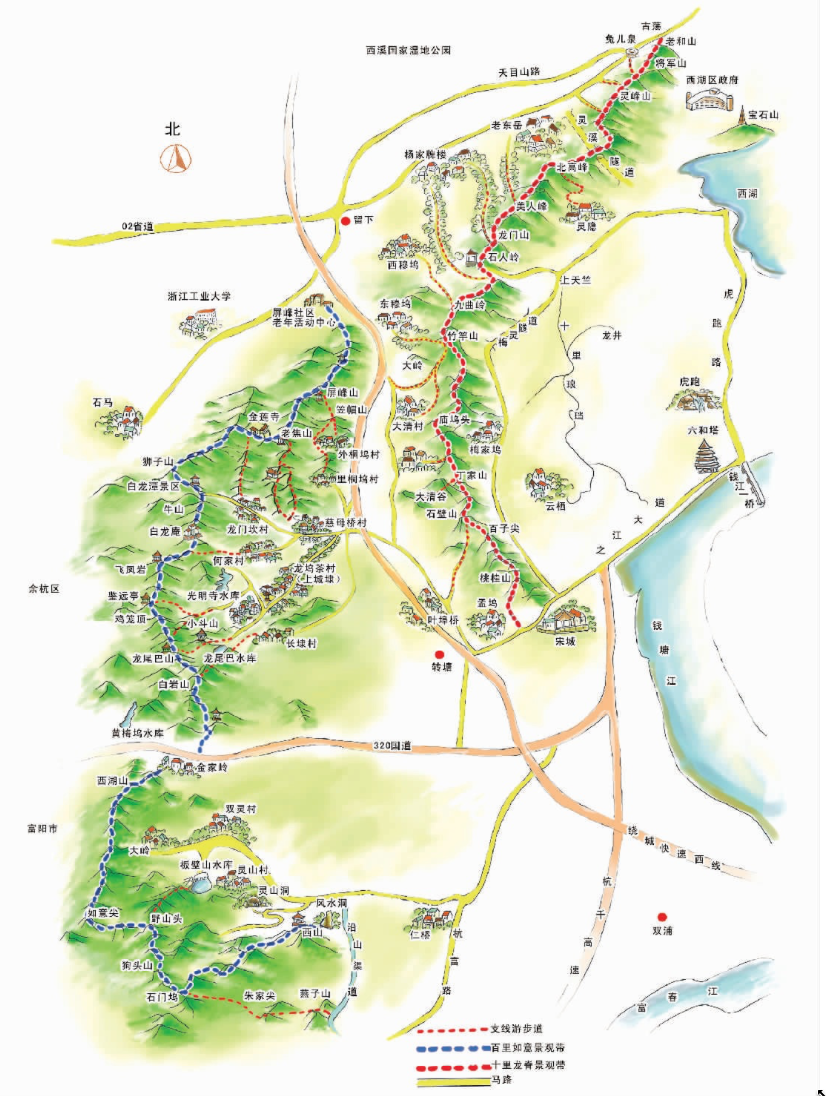 古荡
兔儿泉
老和山
西溪国家湿地公园
将军山
天目山路
西湖区政府
灵峰山
宝石山
北
老东岳
灵溪隧道
杨家牌楼
北高峰
西湖
美人峰
灵隐
02省道
留下
龙门山
石人岭
西穆坞
上天竺
浙江工业大学
屏峰社区
老年活动中心
东穆坞
九曲岭
虎跑路
梅灵隧道
十里琅珰
龙井
竹竿山
大岭
石马
屏峰山
笠帽山
虎跑
金莲寺
老焦山
大清村
庙坞头
六和塔
外桐坞村
梅家坞
狮子山
里桐坞村
丁家山
钱江一桥
白龙潭景区
大清谷
云栖
牛山
石壁山
之江大道
白龙庵
龙门坎村
慈母桥村
百子尖
飞凤岩
何家村
龙坞茶村
（上城埭）
桃桂山
余杭区
光明寺水库
孟坞
鸡笼顶
小斗山
叶埠桥
钱塘江
长埭村
宋城
龙尾巴山
龙尾巴水库
转塘
白岩山
黄梅坞水库
320国道
金家岭
西湖山
双灵村
富阳市
绕城快速西线
大岭
板壁山水库
灵山村
灵山洞
杭千高速
如意尖
野山头
风水洞
西山
沿山渠道
仁桥
杭富路
双浦
狗头山
石门坞
朱家尖
燕子山
富春江
支线游步道
百里如意景观带
十里龙脊景观带
马路